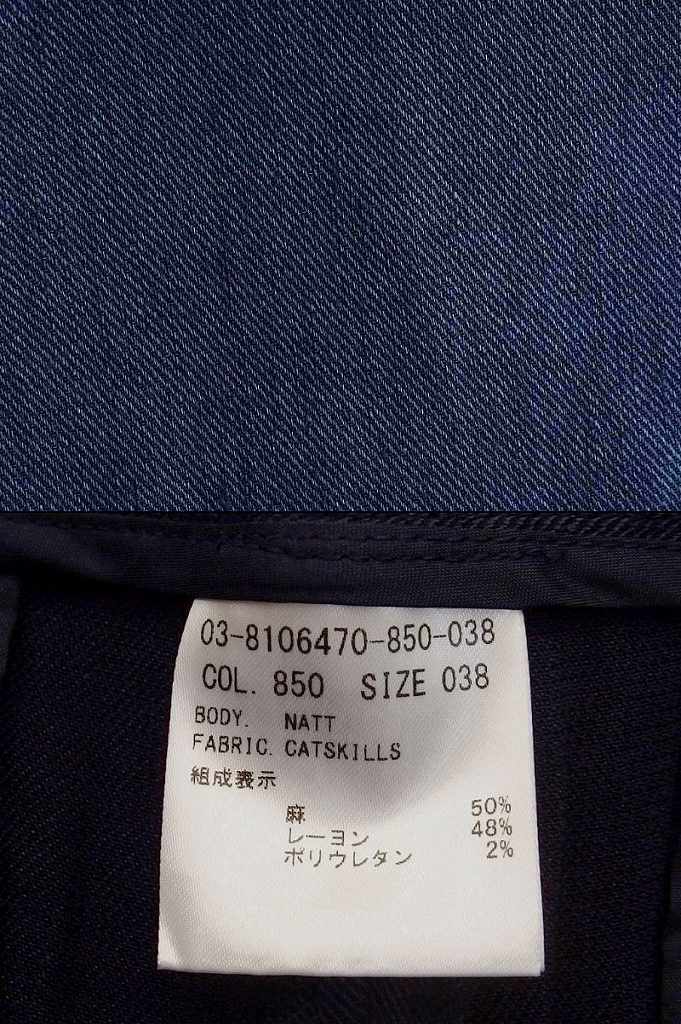 03-8106470-850-038
COL. 850 SIZE 038
BODY. NATT
FABRIC. CATSKILLS
組成表示
麻 50%
レーヨン 48%
ポリウレタン 2%